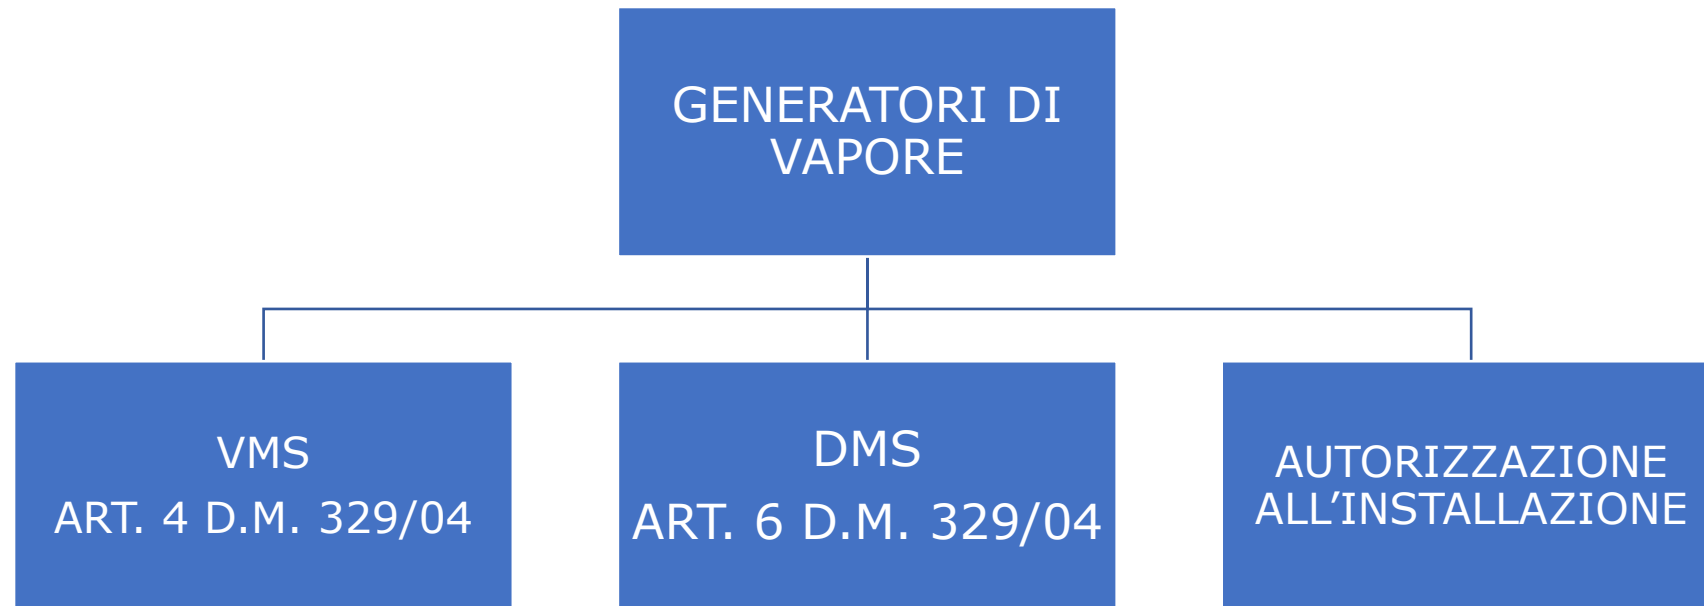 GENERATORI DI
VAPORE
VMS
ART. 4 D.M. 329/04
DMS
ART. 6 D.M. 329/04
AUTORIZZAZIONE
ALL’INSTALLAZIONE